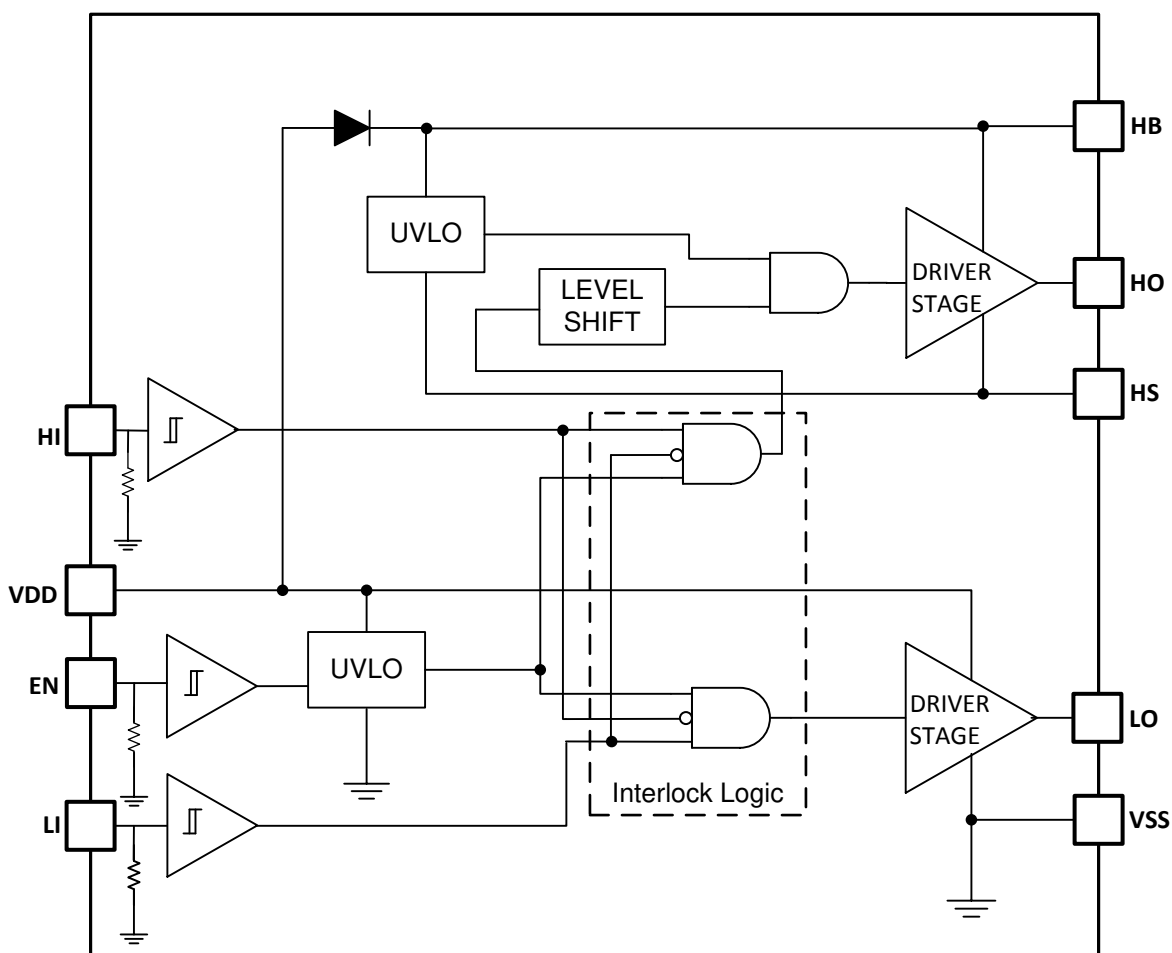 HB
UVLO
DRIVER
STAGE
HO
LEVEL
SHIFT
HS
HI
VDD
EN
UVLO
DRIVER
STAGE
LO
Interlock Logic
LI
VSS